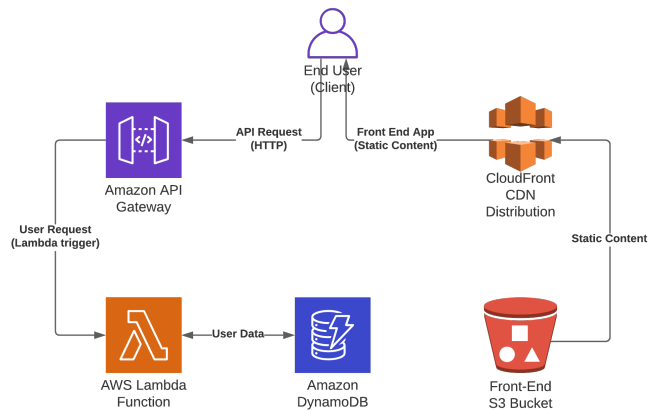 End User
(Client)
API Request
(HTTP)
Front End App
(Static Content)
Amazon API
Gateway
CloudFront
CDN
Distribution
User Request
(Lambda trigger)
Static Content
User Data
AWS Lambda
Function
Amazon
DynamoDB
Front-End
S3 Bucket